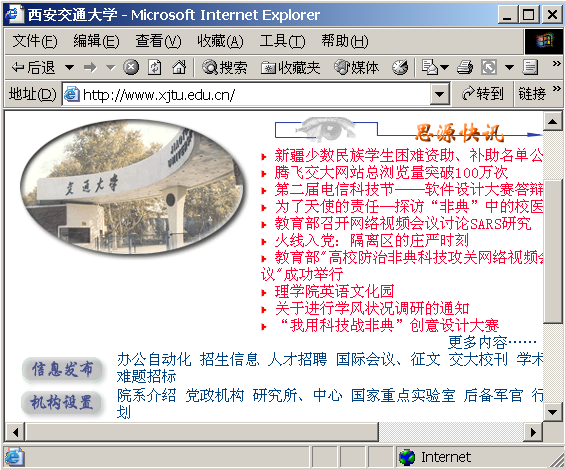 西安交通大学 - Microsoft Internet Explorer
文件(F) 编辑(E) 查看(V) 收藏(A) 工具(T) 帮助(H)
后退 搜索 收藏夹 媒体 »
地址(D) http://www.xjtu.edu.cn/ 转到 链接 »
交通大学
UNIVERSITY
思源快讯
新疆少数民族学生困难资助、补助名单公
腾飞交大网站总浏览量突破100万次
第二届电信科技节——软件设计大赛答辩
为了天使的责任—探访“非典”中的校医
教育部召开网络视频会议讨论SARS研究
火线入党：隔离区的庄严时刻
教育部"高校防治非典科技攻关网络视频会
议"成功举行
理学院英语文化园
关于进行学风状况调研的通知
“我用科技战非典”创意设计大赛
更多内容……
信息发布 办公自动化 招生信息 人才招聘 国际会议、征文 交大校刊 学术
难题招标
机构设置 院系介绍 党政机构 研究所、中心 国家重点实验室 后备军官 行
划
Internet